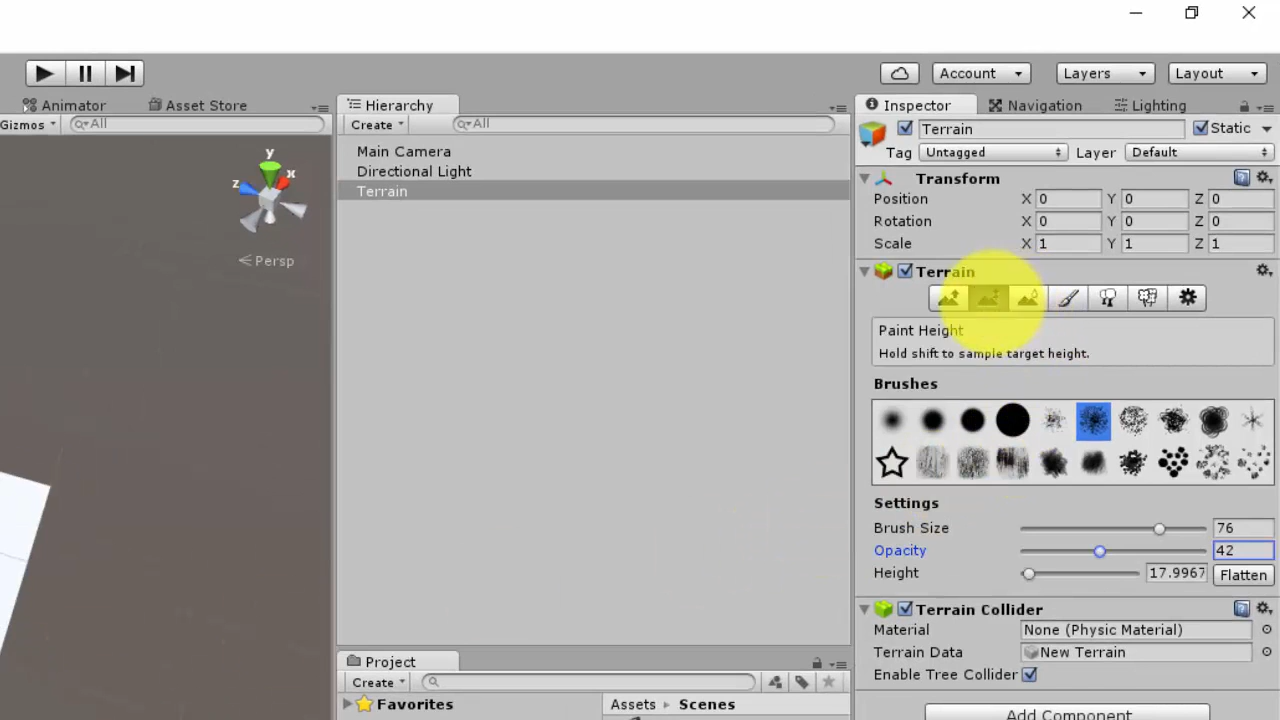 Account
Layers
Layout
Animator
Asset Store
Hierarchy
Inspector
Navigation
Lighting
Gizmos
All
Create
All
Terrain
Static
Tag
Untagged
Layer
Default
Main Camera
Directional Light
Terrain
y
x
z
Persp
Transform
Position X 0 Y 0 Z 0
Rotation X 0 Y 0 Z 0
Scale X 1 Y 1 Z 1
Terrain
Paint Height
Hold shift to sample target height.
Brushes
Settings
Brush Size 76
Opacity 42
Height 17.9967 Flatten
Terrain Collider
Material None (Physic Material)
Terrain Data New Terrain
Enable Tree Collider
Add Component
Project
Create
Favorites
Assets Scenes